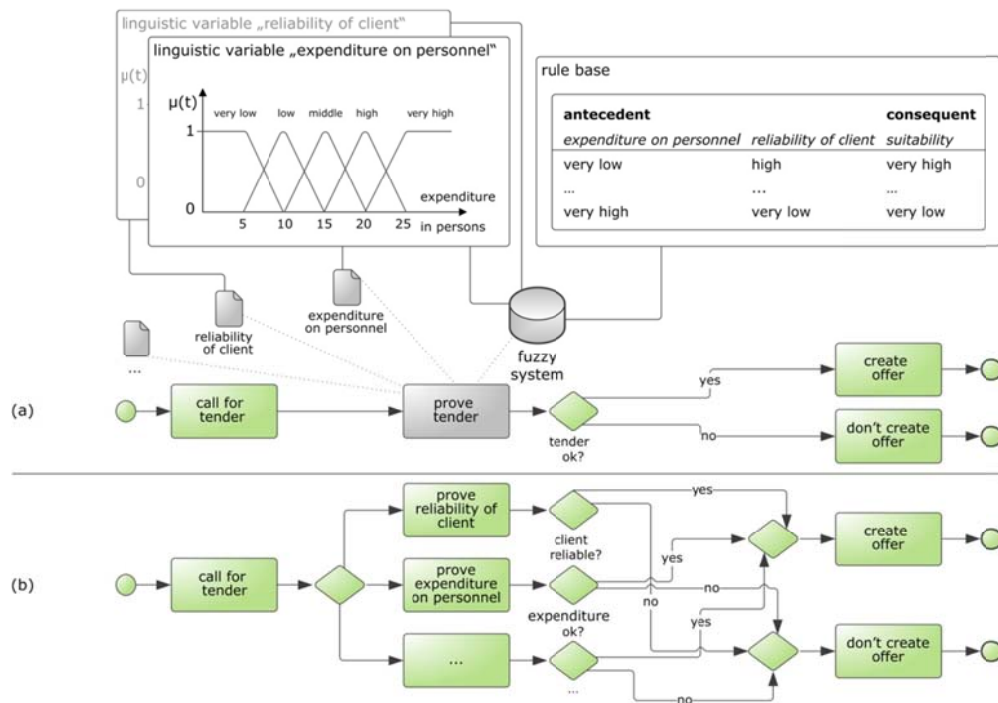 linguistic variable „reliability of client“
linguistic variable „expenditure on personnel“
μ(t)
1
0
μ(t)
very low low middle high very high
1
0
5 10 15 20 25
expenditure
in persons
rule base
antecedent consequent
expenditure on personnel reliability of client suitability
very low high very high
... ... ...
very high very low very low
...
reliability
of client
expenditure
on personnel
fuzzy
system
(a)
call for
tender
prove
tender
tender
ok?
yes
no
create
offer
don't create
offer
(b)
call for
tender
prove
reliability of
client
client
reliable?
yes
no
prove
expenditure
on personnel
expenditure
ok?
yes
no
...
...
yes
no
create
offer
don't create
offer